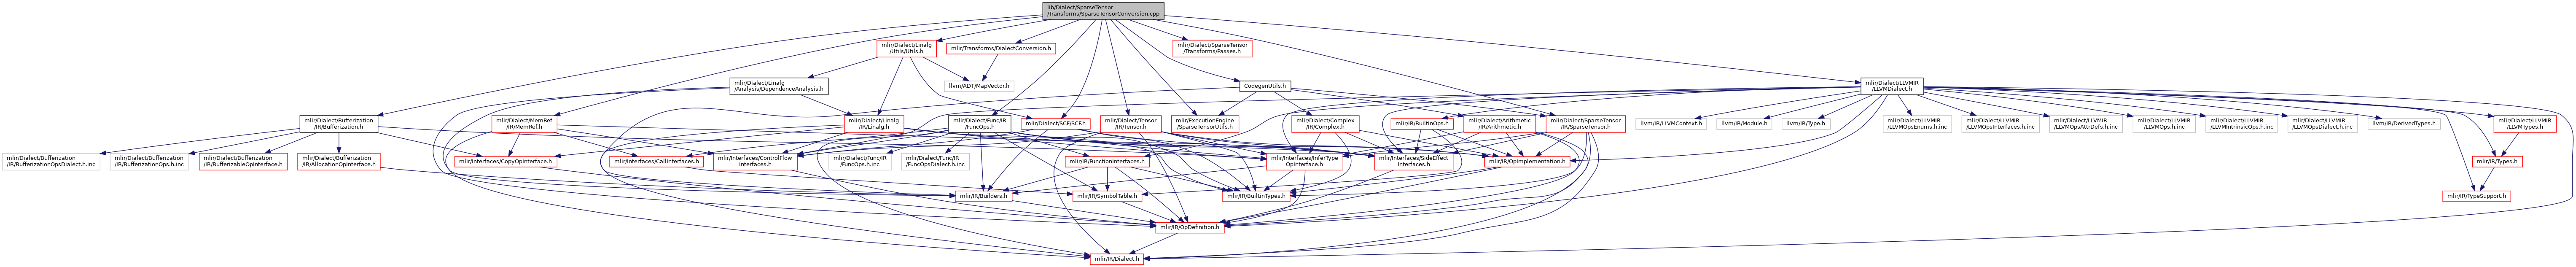 lib/Dialect/SparseTensor
/Transforms/SparseTensorConversion.cpp
mlir/Dialect/Linalg
/Utils/Utils.h
mlir/Transforms/DialectConversion.h
mlir/Dialect/SparseTensor
/Transforms/Passes.h
mlir/Dialect/Linalg
/Analysis/DependenceAnalysis.h
llvm/ADT/MapVector.h
CodegenUtils.h
mlir/Dialect/LLVMIR
/LLVMDialect.h
mlir/Dialect/Bufferization
/IR/Bufferization.h
mlir/Dialect/MemRef
/IR/MemRef.h
mlir/Dialect/Linalg
/IR/Linalg.h
mlir/Dialect/Func/IR
/FuncOps.h
mlir/Dialect/SCF/SCF.h
mlir/Dialect/Tensor
/IR/Tensor.h
mlir/ExecutionEngine
/SparseTensorUtils.h
mlir/Dialect/Complex
/IR/Complex.h
mlir/IR/BuiltinOps.h
mlir/Dialect/Arithmetic
/IR/Arithmetic.h
mlir/Dialect/SparseTensor
/IR/SparseTensor.h
llvm/IR/LLVMContext.h
llvm/IR/Module.h
llvm/IR/Type.h
mlir/Dialect/LLVMIR
/LLVMOpsEnums.h.inc
mlir/Dialect/LLVMIR
/LLVMOpsInterfaces.h.inc
mlir/Dialect/LLVMIR
/LLVMOpsAttrDefs.h.inc
mlir/Dialect/LLVMIR
/LLVMOps.h.inc
mlir/Dialect/LLVMIR
/LLVMIntrinsicOps.h.inc
mlir/Dialect/LLVMIR
/LLVMOpsDialect.h.inc
llvm/IR/DerivedTypes.h
mlir/Dialect/LLVMIR
/LLVMTypes.h
mlir/Dialect/Bufferization
/IR/BufferizationOpsDialect.h.inc
mlir/Dialect/Bufferization
/IR/BufferizationOps.h.inc
mlir/Dialect/Bufferization
/IR/BufferizableOpInterface.h
mlir/Dialect/Bufferization
/IR/AllocationOpInterface.h
mlir/Interfaces/CopyOpInterface.h
mlir/Interfaces/CallInterfaces.h
mlir/Interfaces/ControlFlow
Interfaces.h
mlir/Dialect/Func/IR
/FuncOps.h.inc
mlir/Dialect/Func/IR
/FuncOpsDialect.h.inc
mlir/IR/FunctionInterfaces.h
mlir/Interfaces/InferType
OpInterface.h
mlir/Interfaces/SideEffect
Interfaces.h
mlir/IR/OpImplementation.h
mlir/IR/Types.h
mlir/IR/Builders.h
mlir/IR/SymbolTable.h
mlir/IR/BuiltinTypes.h
mlir/IR/TypeSupport.h
mlir/IR/OpDefinition.h
mlir/IR/Dialect.h